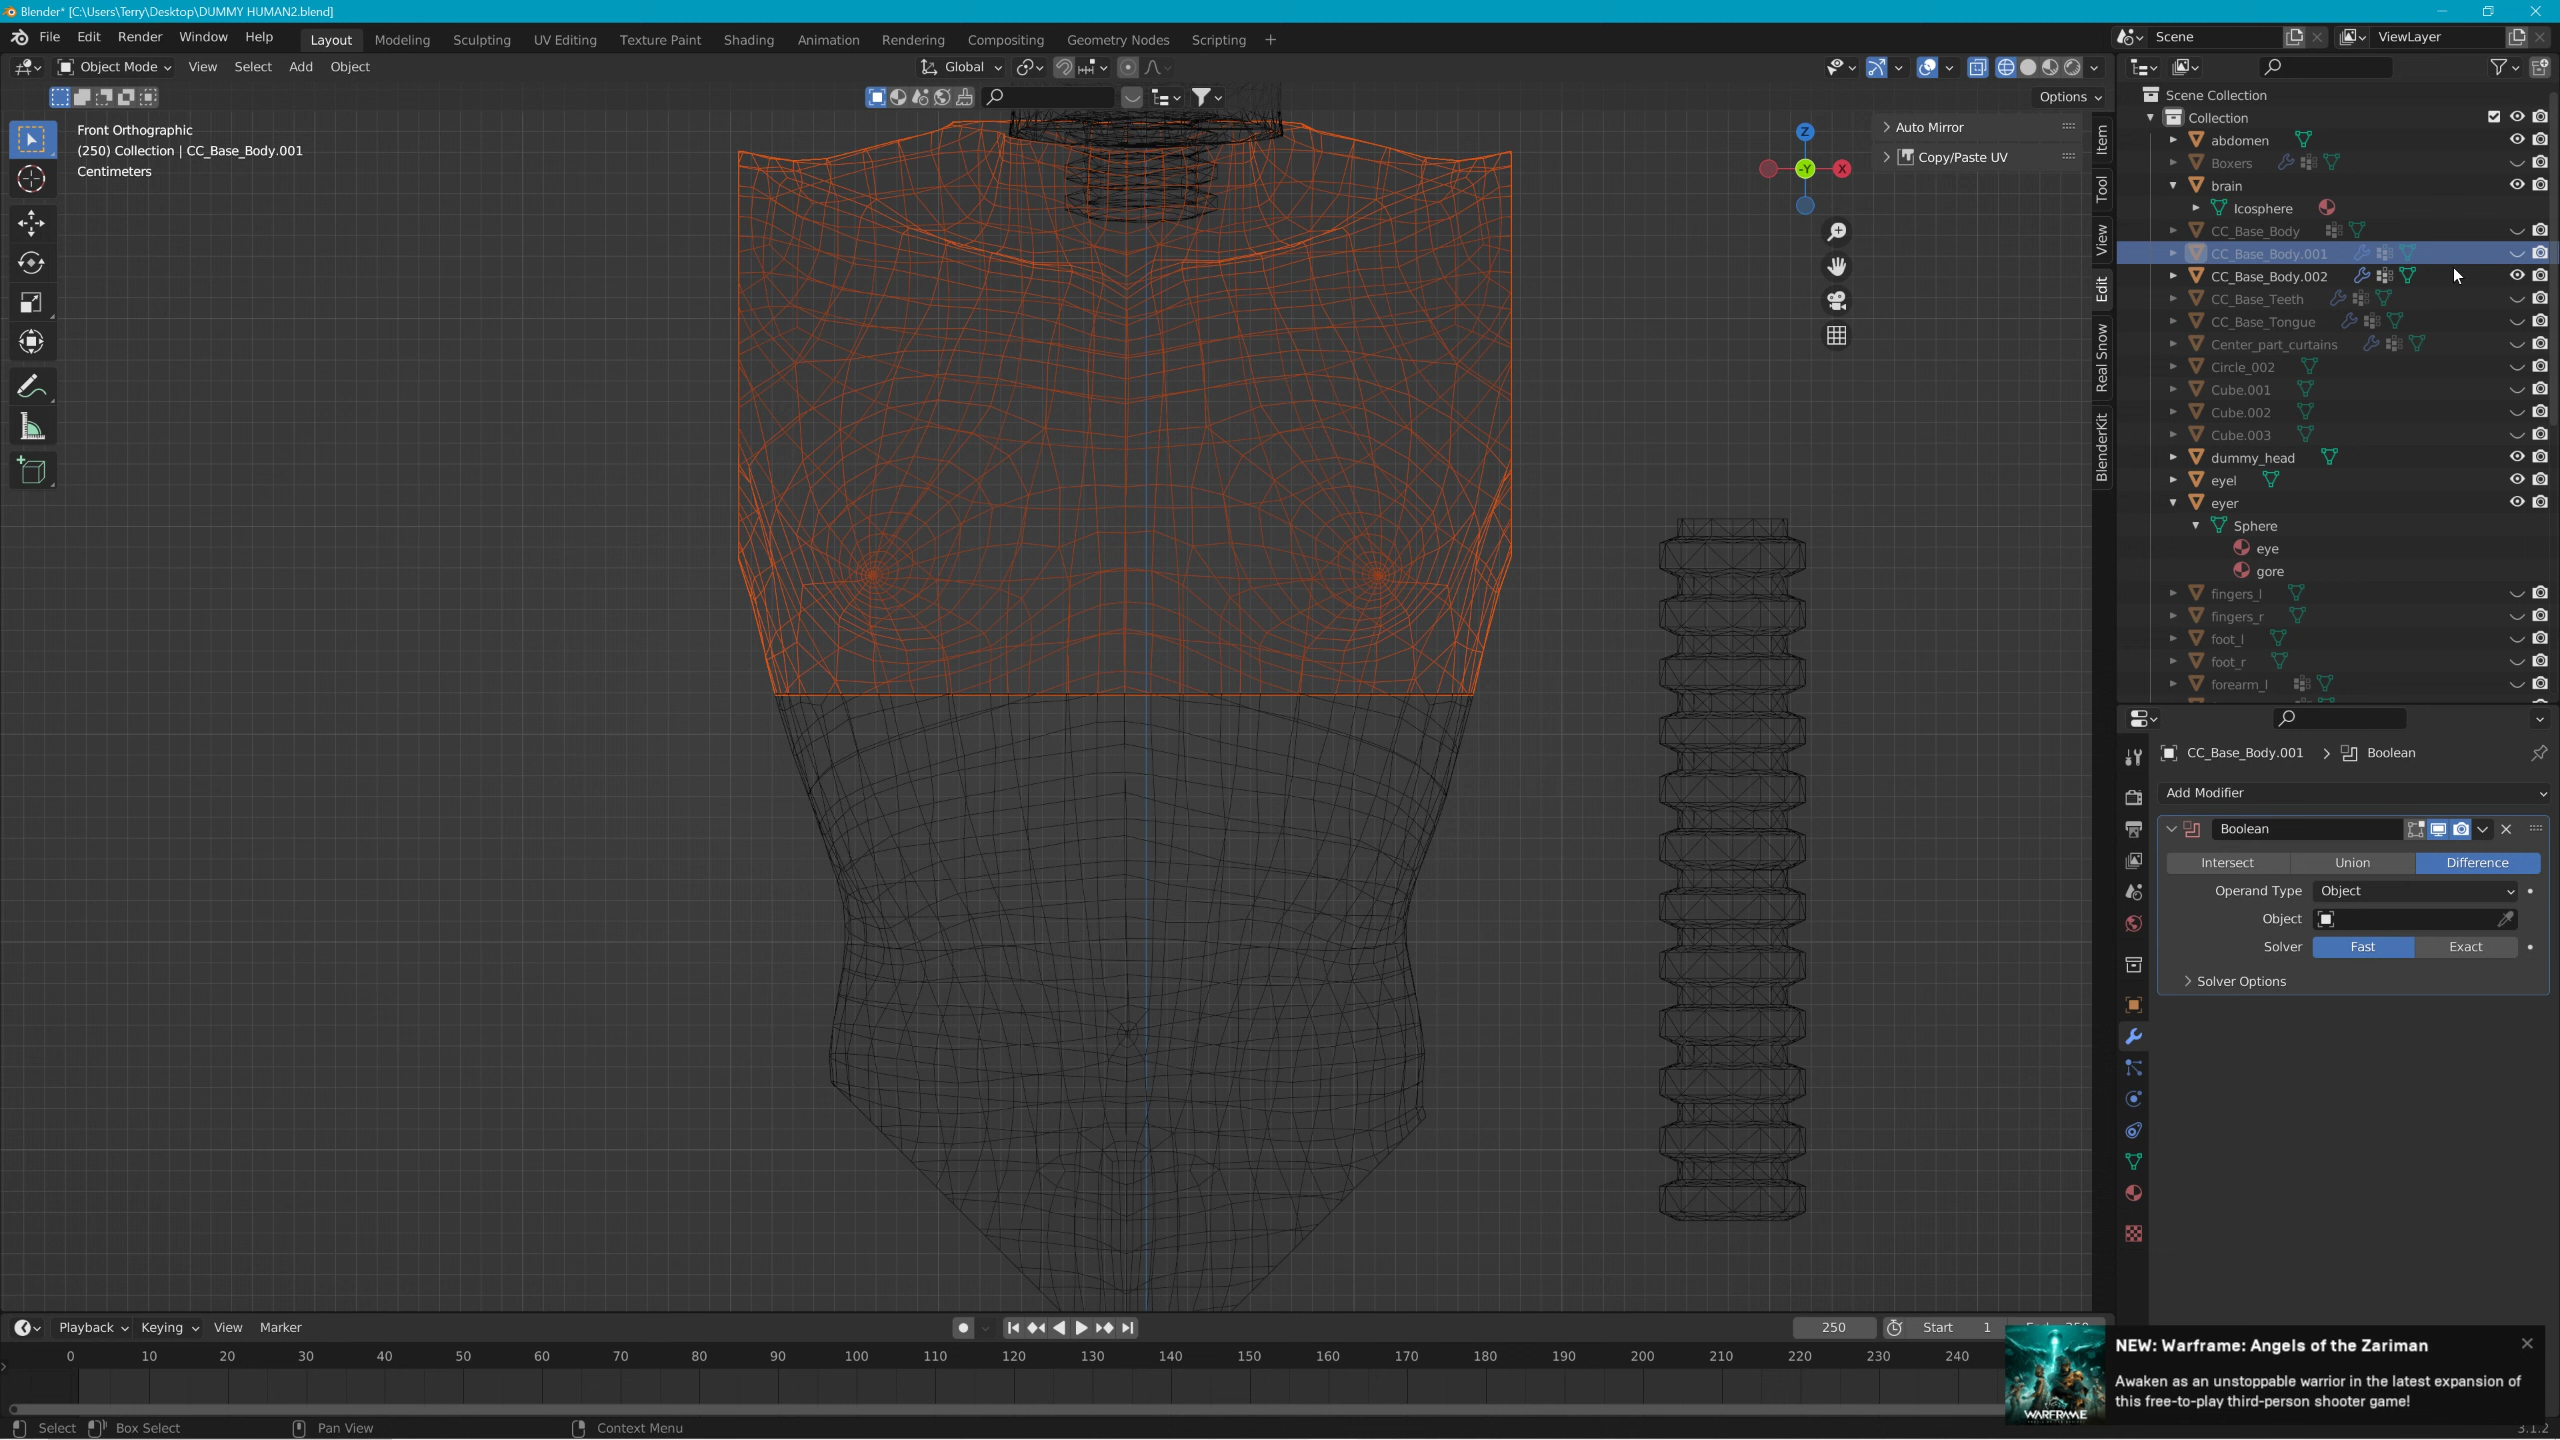 Blender* [C:\Users\Terry\Desktop\DUMMY HUMAN2.blend]
File Edit Render Window Help Layout Modeling Sculpting UV Editing Texture Paint Shading Animation Rendering Compositing Geometry Nodes Scripting + Scene ViewLayer
Object Mode View Select Add Object Global
Options
Front Orthographic
(250) Collection | CC_Base_Body.001
Centimeters
Z
-Y
X
Auto Mirror
Copy/Paste UV
Item
Tool
View
Edit
Real Snow
BlenderKit
Scene Collection
Collection
abdomen
Boxers
brain
Icosphere
CC_Base_Body
CC_Base_Body.001
CC_Base_Body.002
CC_Base_Teeth
CC_Base_Tongue
Center_part_curtains
Circle_002
Cube.001
Cube.002
Cube.003
dummy_head
eyel
eyer
Sphere
eye
gore
fingers_l
fingers_r
foot_l
foot_r
forearm_l
CC_Base_Body.001 > Boolean
Add Modifier
Boolean
Intersect Union Difference
Operand Type Object
Object
Solver Fast Exact
Solver Options
Playback Keying View Marker 250 Start 1
0 10 20 30 40 50 60 70 80 90 100 110 120 130 140 150 160 170 180 190 200 210 220 230 240
NEW: Warframe: Angels of the Zariman
Awaken as an unstoppable warrior in the latest expansion of
this free-to-play third-person shooter game!
WARFRAME
Select Box Select Pan View Context Menu
3.1.2